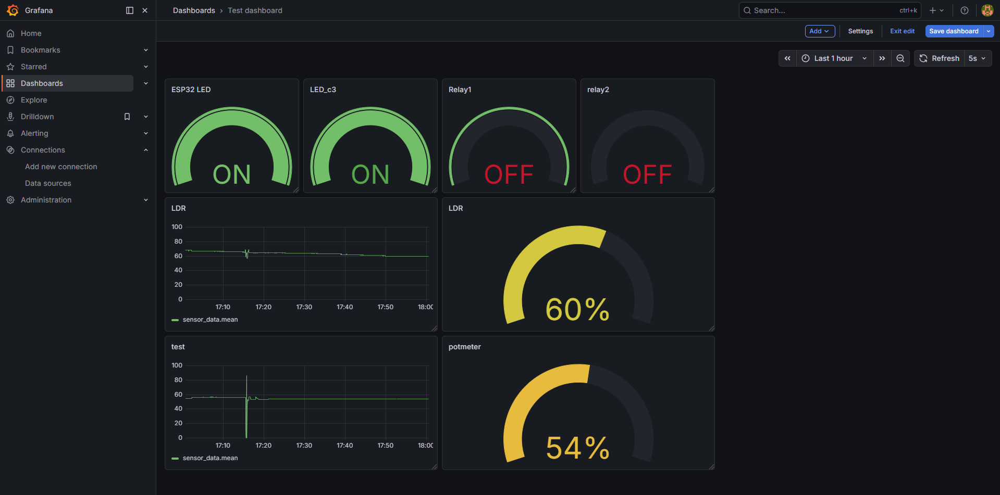 Grafana
Dashboards › Test dashboard
Search...
ctrl+k
Home
Bookmarks
Starred
Dashboards
Explore
Drilldown
Alerting
Connections
Add new connection
Data sources
Administration
Add
Settings
Exit edit
Save dashboard
Last 1 hour
Refresh
5s
ESP32 LED
ON
LED_c3
ON
Relay1
OFF
relay2
OFF
LDR
100
80
60
40
20
0
17:10 17:20 17:30 17:40 17:50 18:00
sensor_data.mean
LDR
60%
test
100
80
60
40
20
0
17:10 17:20 17:30 17:40 17:50 18:00
sensor_data.mean
potmeter
54%